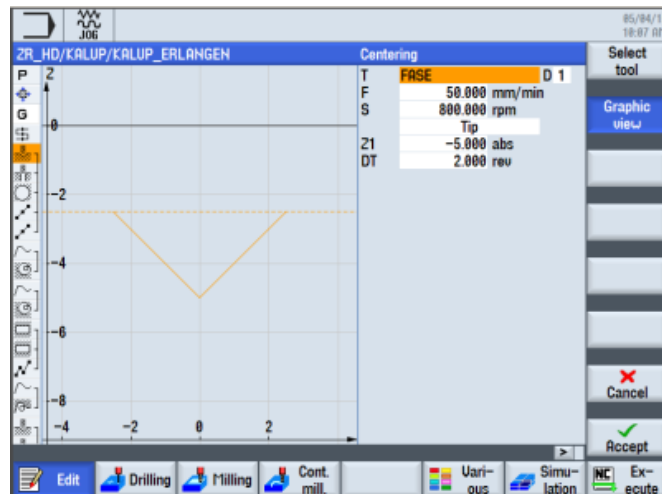 JOG
05/04/1
10:07 AM
ZR_HD/KALUP/KALUP_ERLANGEN
Centering
Select
tool
P
Z
T FASE D 1
F 50.000 mm/min
S 800.000 rpm
Tip
Z1 -5.000 abs
DT 2.000 rev
G
Graphic
view
0
-2
-4
-6
-8
-4 -2 0 2
Cancel
Accept
>
Edit
Drilling
Milling
Cont.
mill.
Vari-
ous
Simu-
lation
NC
Ex-
ecute